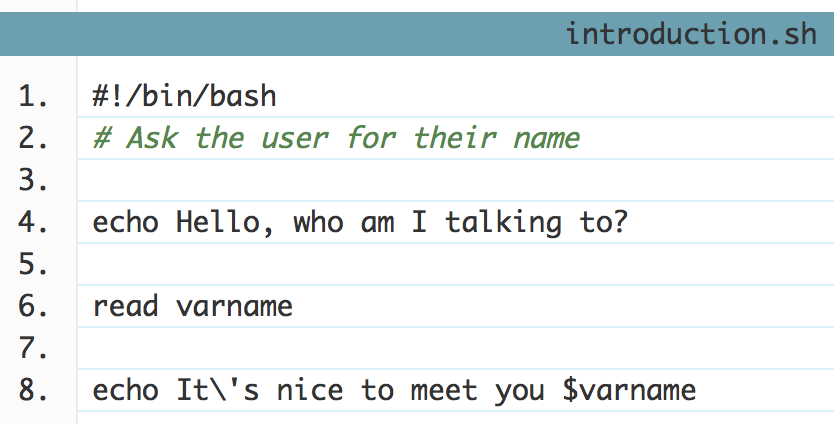 introduction.sh
1. #!/bin/bash
2. # Ask the user for their name
3.
4. echo Hello, who am I talking to?
5.
6. read varname
7.
8. echo It\'s nice to meet you $varname